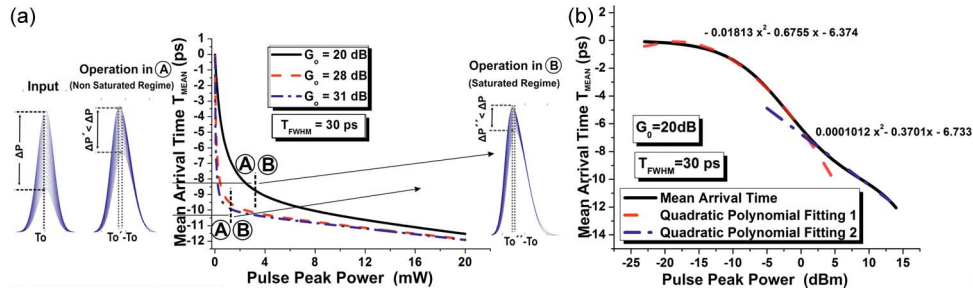 (a)
Input
Operation in Ⓐ
(Non Saturated Regime)
ΔP
ΔP´< ΔP
To
To´-To
Mean Arrival Time T_MEAN (ps)
1
0
-1
-2
-3
-4
-5
-6
-7
-8
-9
-10
-11
-12
G_o = 20 dB
G_o = 28 dB
G_o = 31 dB
T_FWHM = 30 ps
Ⓐ Ⓑ
Ⓐ Ⓑ
0 4 8 12 16 20
Pulse Peak Power (mW)
Operation in Ⓑ
(Saturated Regime)
ΔP´´< ΔP
To´´-To
(b)
Mean Arrival Time T_MEAN (ps)
2
0
-2
-4
-6
-8
-10
-12
-14
- 0.01813 x²- 0.6755 x - 6.374
0.0001012 x²- 0.3701x - 6.733
G_0=20dB
T_FWHM=30 ps
Mean Arrival Time
Quadratic Polynomial Fitting 1
Quadratic Polynomial Fitting 2
-25 -20 -15 -10 -5 0 5 10 15
Pulse Peak Power (dBm)